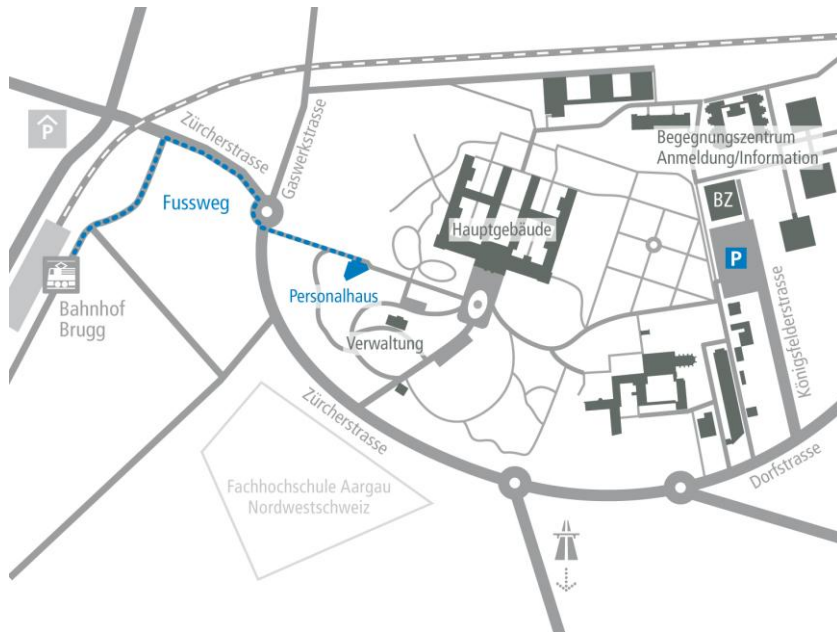 P
Zürcherstrasse
Gaswerkstrasse
Fussweg
Bahnhof
Brugg
Personalhaus
Verwaltung
Hauptgebäude
Begegnungszentrum
Anmeldung/Information
BZ
P
Königsfelderstrasse
Zürcherstrasse
Dorfstrasse
Fachhochschule Aargau
Nordwestschweiz